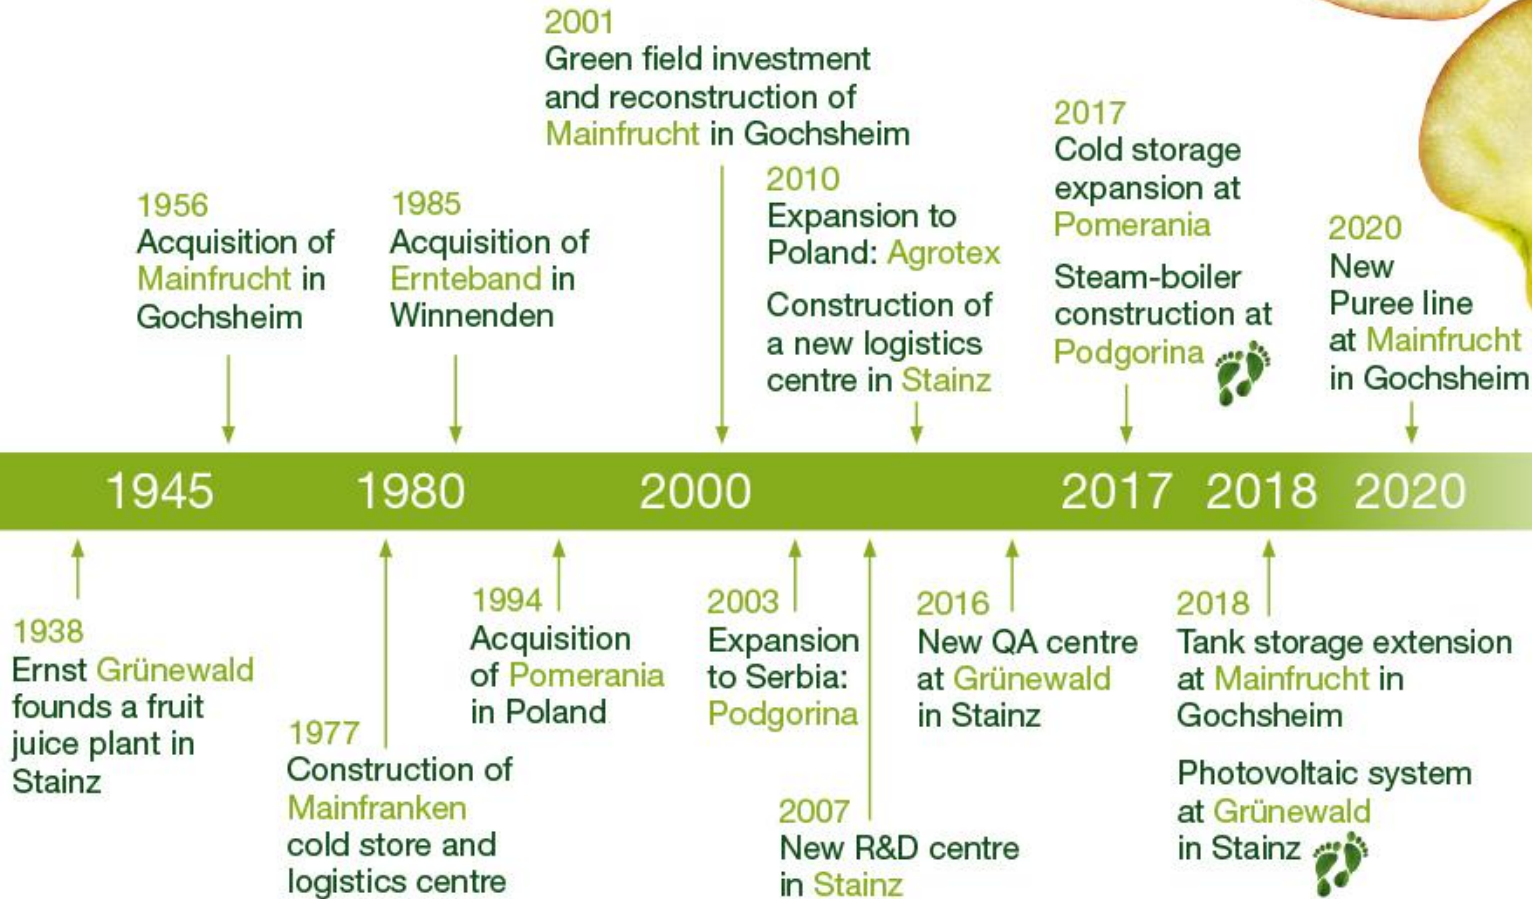 2001
Green field investment
and reconstruction of
Mainfrucht in Gochsheim
1956
Acquisition of
Mainfrucht in
Gochsheim
1985
Acquisition of
Ernteband in
Winnenden
2010
Expansion to
Poland: Agrotex
Construction of
a new logistics
centre in Stainz
2017
Cold storage
expansion at
Pomerania
Steam-boiler
construction at
Podgorina
2020
New
Puree line
at Mainfrucht
in Gochsheim
1945 1980 2000 2017 2018 2020
1938
Ernst Grünewald
founds a fruit
juice plant in
Stainz
1977
Construction of
Mainfranken
cold store and
logistics centre
1994
Acquisition
of Pomerania
in Poland
2003
Expansion
to Serbia:
Podgorina
2007
New R&D centre
in Stainz
2016
New QA centre
at Grünewald
in Stainz
2018
Tank storage extension
at Mainfrucht in
Gochsheim
Photovoltaic system
at Grünewald
in Stainz